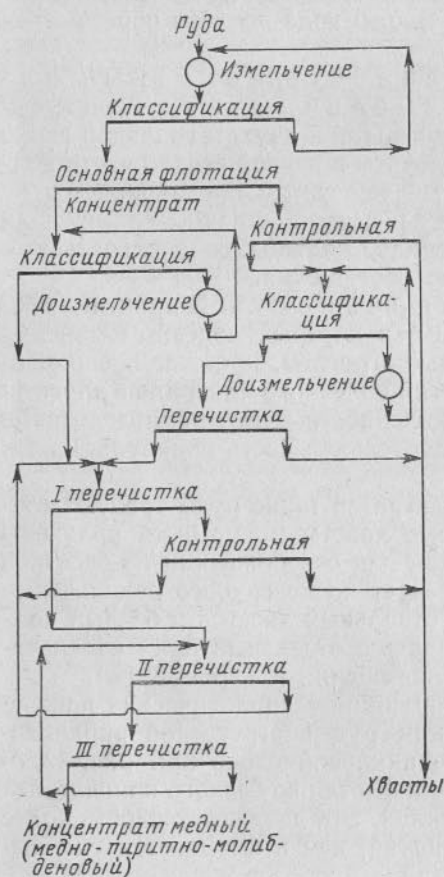 Руда
Измельчение
Классификация
Основная флотация
Концентрат
Контрольная
Классификация
Доизмельчение
Классифика-
ция
Доизмельчение
Перечистка
I перечистка
Контрольная
II перечистка
III перечистка
Хвосты
Концентрат медный
(медно-пиритно-молиб-
деновый)